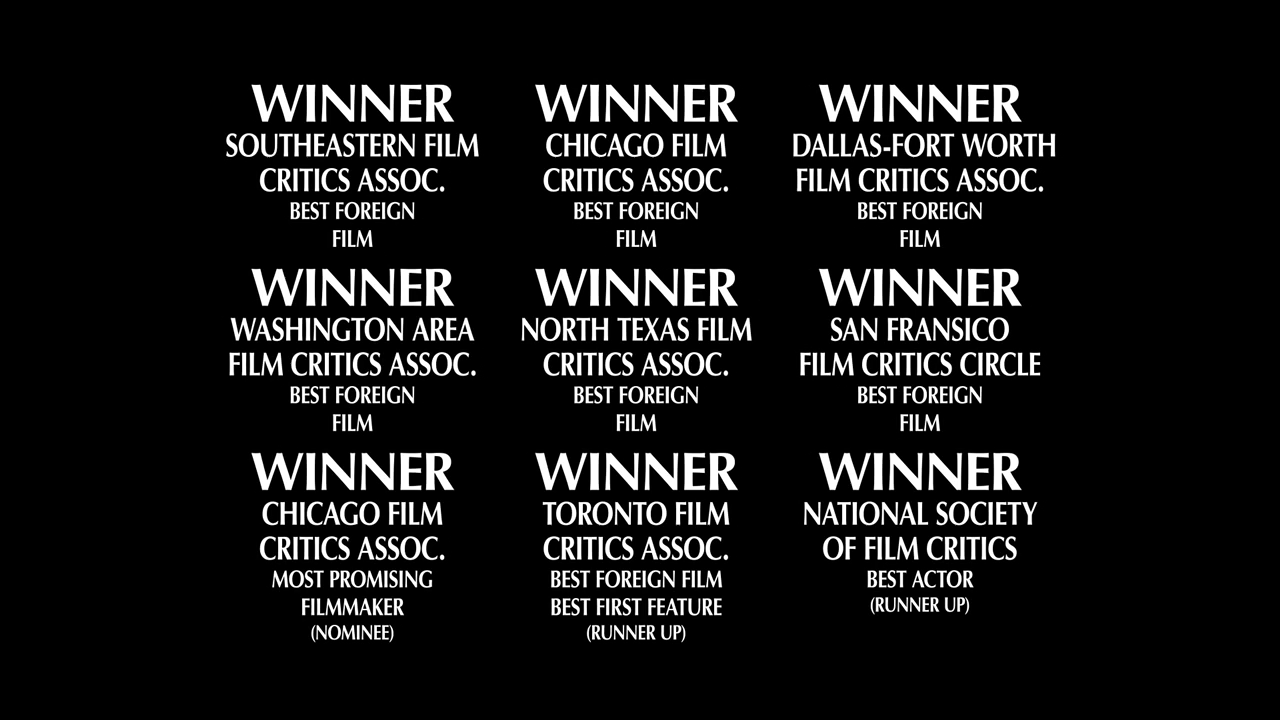 WINNER
SOUTHEASTERN FILM
CRITICS ASSOC.
BEST FOREIGN
FILM
WINNER
CHICAGO FILM
CRITICS ASSOC.
BEST FOREIGN
FILM
WINNER
DALLAS-FORT WORTH
FILM CRITICS ASSOC.
BEST FOREIGN
FILM
WINNER
WASHINGTON AREA
FILM CRITICS ASSOC.
BEST FOREIGN
FILM
WINNER
NORTH TEXAS FILM
CRITICS ASSOC.
BEST FOREIGN
FILM
WINNER
SAN FRANSICO
FILM CRITICS CIRCLE
BEST FOREIGN
FILM
WINNER
CHICAGO FILM
CRITICS ASSOC.
MOST PROMISING
FILMMAKER
(NOMINEE)
WINNER
TORONTO FILM
CRITICS ASSOC.
BEST FOREIGN FILM
BEST FIRST FEATURE
(RUNNER UP)
WINNER
NATIONAL SOCIETY
OF FILM CRITICS
BEST ACTOR
(RUNNER UP)